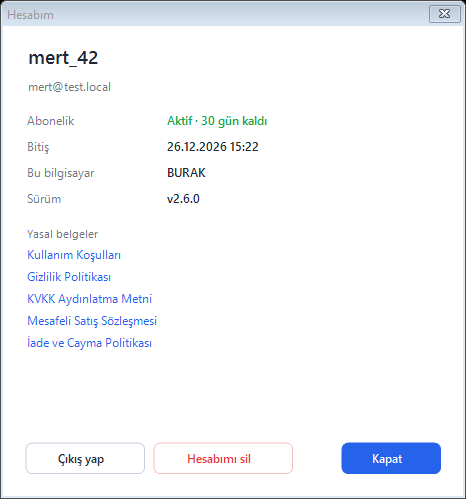 Hesabım
mert_42
mert@test.local
Abonelik Aktif · 30 gün kaldı
Bitiş 26.12.2026 15:22
Bu bilgisayar BURAK
Sürüm v2.6.0
Yasal belgeler
Kullanım Koşulları
Gizlilik Politikası
KVKK Aydınlatma Metni
Mesafeli Satış Sözleşmesi
İade ve Cayma Politikası
Çıkış yap Hesabımı sil Kapat